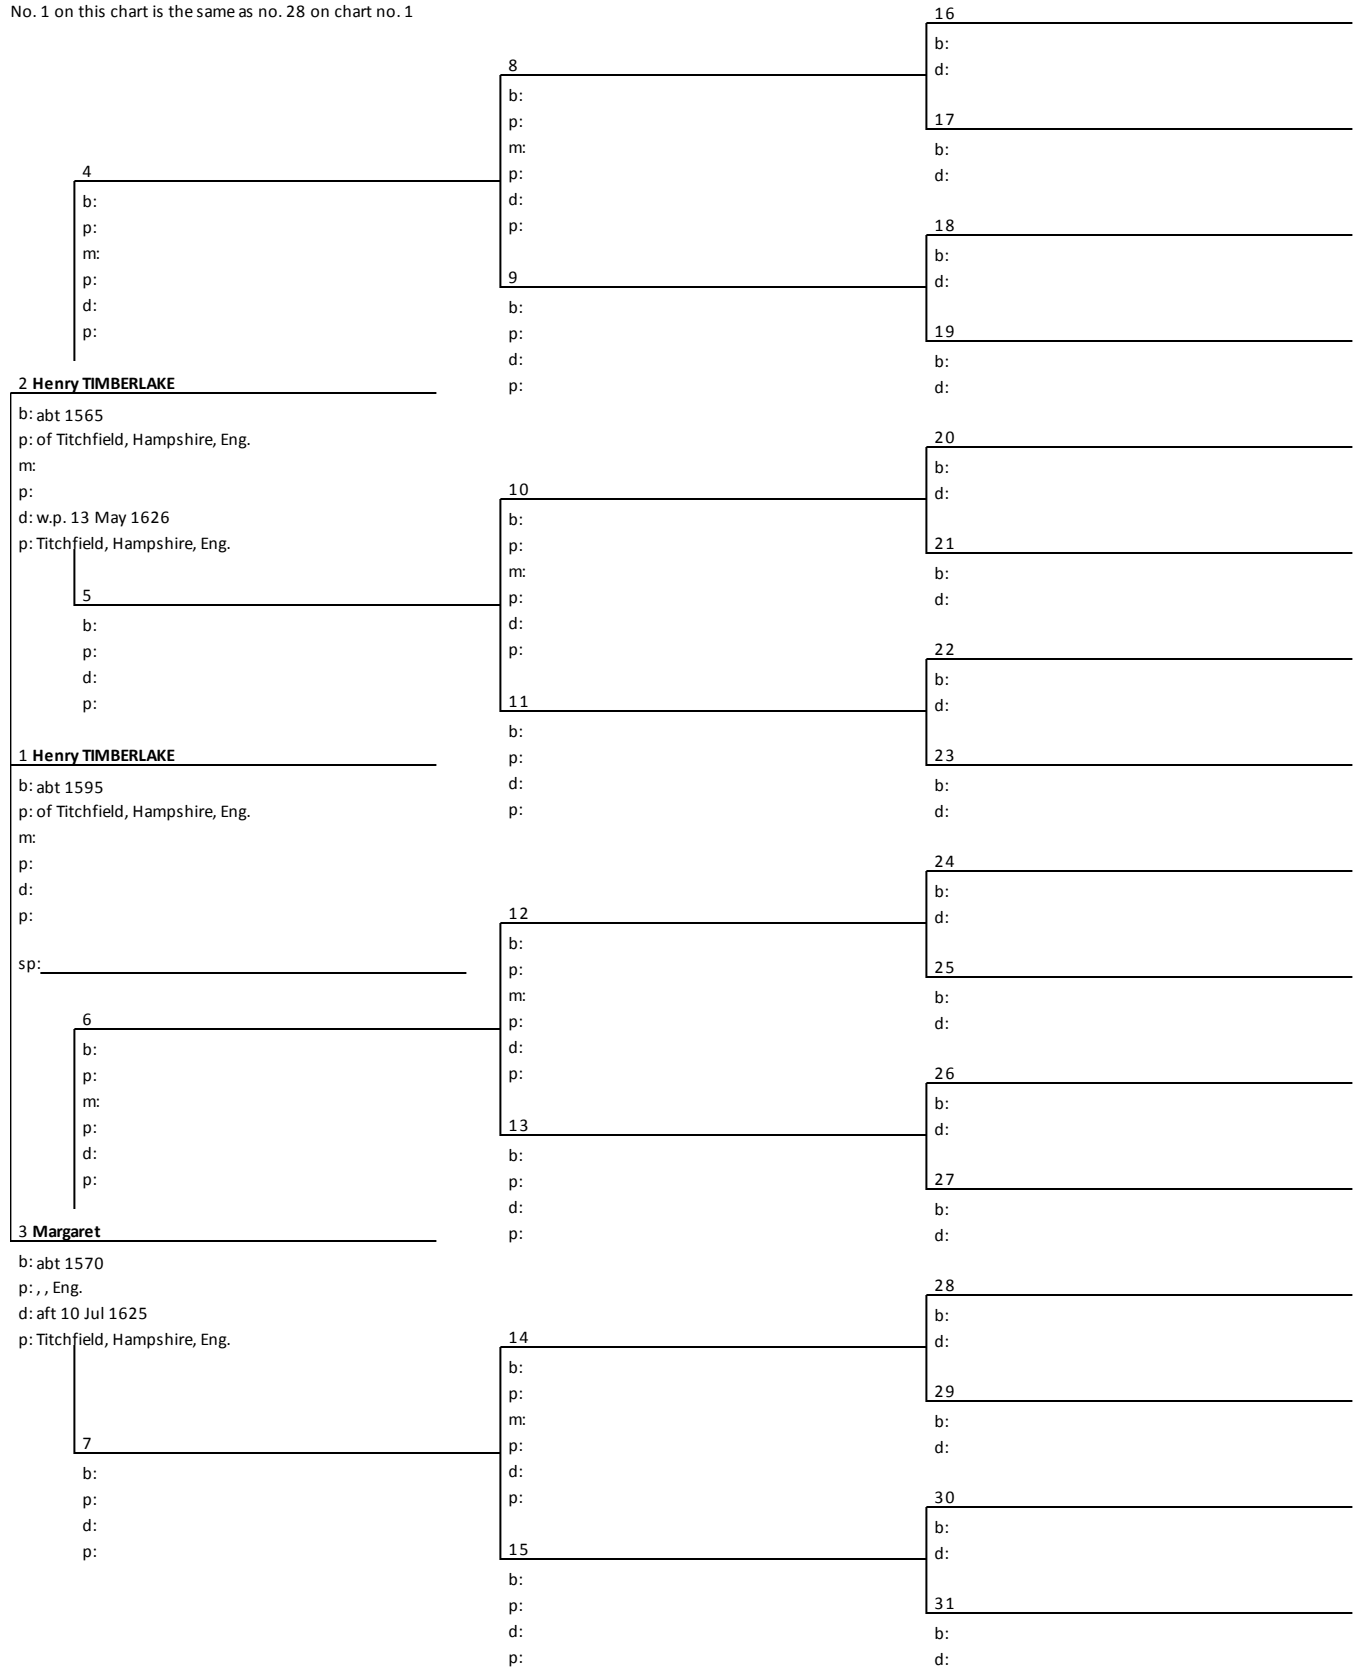 No. 1 on this chart is the same as no. 28 on chart no. 1
16
b:
d:
8
b:
p:
m:
p:
d:
p:
17
b:
d:
4
b:
p:
m:
p:
d:
p:
18
b:
d:
9
b:
p:
d:
p:
19
b:
d:
2 Henry TIMBERLAKE
b: abt 1565
p: of Titchfield, Hampshire, Eng.
m:
p:
d: w.p. 13 May 1626
p: Titchfield, Hampshire, Eng.
20
b:
d:
10
b:
p:
m:
p:
d:
p:
21
b:
d:
5
b:
p:
d:
p:
22
b:
d:
11
b:
p:
d:
p:
23
b:
d:
1 Henry TIMBERLAKE
b: abt 1595
p: of Titchfield, Hampshire, Eng.
m:
p:
d:
p:
sp:
24
b:
d:
12
b:
p:
m:
p:
d:
p:
25
b:
d:
6
b:
p:
m:
p:
d:
p:
26
b:
d:
13
b:
p:
d:
p:
27
b:
d:
3 Margaret
b: abt 1570
p: , , Eng.
d: aft 10 Jul 1625
p: Titchfield, Hampshire, Eng.
28
b:
d:
14
b:
p:
m:
p:
d:
p:
29
b:
d:
7
b:
p:
d:
p:
30
b:
d:
15
b:
p:
d:
p:
31
b:
d: